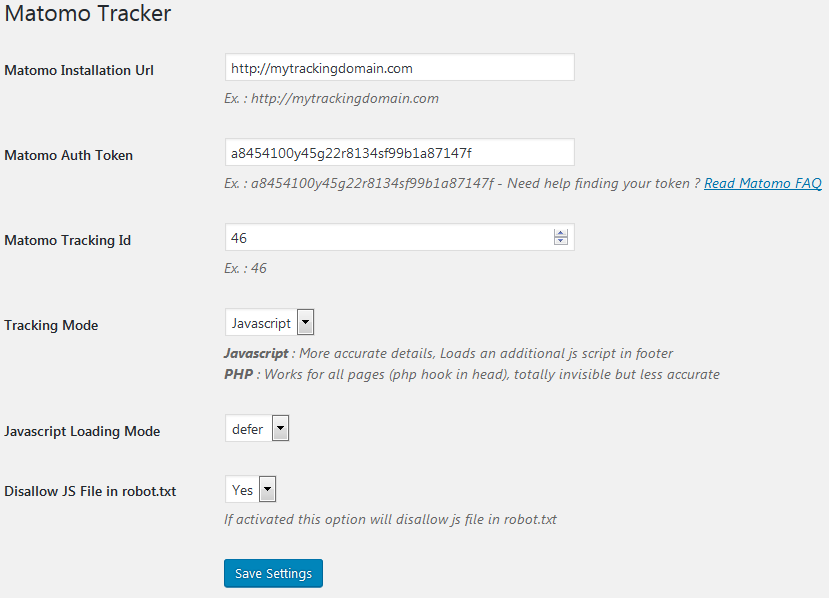 Matomo Tracker
Matomo Installation Url
http://mytrackingdomain.com
Ex. : http://mytrackingdomain.com
Matomo Auth Token
a8454100y45g22r8134sf99b1a87147f
Ex. : a8454100y45g22r8134sf99b1a87147f - Need help finding your token ? Read Matomo FAQ
Matomo Tracking Id
46
Ex. : 46
Tracking Mode
Javascript
Javascript : More accurate details, Loads an additional js script in footer
PHP : Works for all pages (php hook in head), totally invisible but less accurate
Javascript Loading Mode
defer
Disallow JS File in robot.txt
Yes
If activated this option will disallow js file in robot.txt
Save Settings